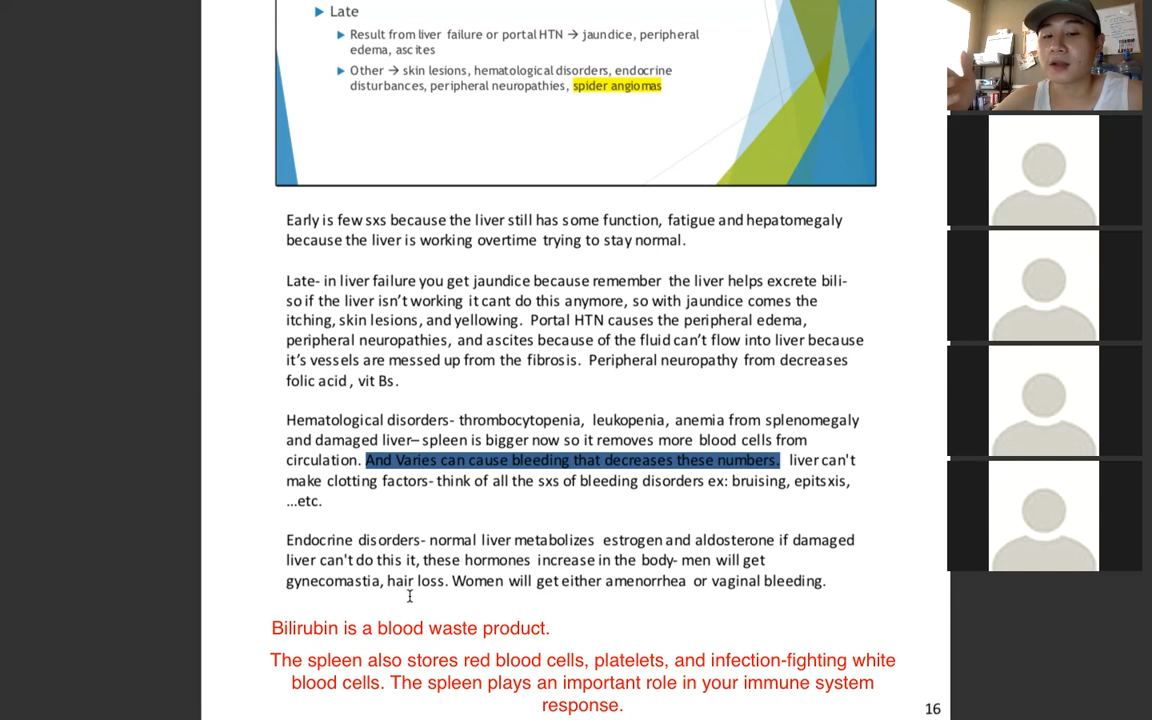 Late
Result from liver failure or portal HTN → jaundice, peripheral
edema, ascites
Other → skin lesions, hematological disorders, endocrine
disturbances, peripheral neuropathies, spider angiomas
Early is few sxs because the liver still has some function, fatigue and hepatomegaly
because the liver is working overtime trying to stay normal.
Late- in liver failure you get jaundice because remember the liver helps excrete bili-
so if the liver isn't working it cant do this anymore, so with jaundice comes the
itching, skin lesions, and yellowing. Portal HTN causes the peripheral edema,
peripheral neuropathies, and ascites because of the fluid can't flow into liver because
it's vessels are messed up from the fibrosis. Peripheral neuropathy from decreases
folic acid, vit Bs.
Hematological disorders- thrombocytopenia, leukopenia, anemia from splenomegaly
and damaged liver– spleen is bigger now so it removes more blood cells from
circulation. And Varies can cause bleeding that decreases these numbers. liver can't
make clotting factors- think of all the sxs of bleeding disorders ex: bruising, epitsxis,
...etc.
Endocrine disorders- normal liver metabolizes estrogen and aldosterone if damaged
liver can't do this it, these hormones increase in the body- men will get
gynecomastia, hair loss. Women will get either amenorrhea or vaginal bleeding.
Bilirubin is a blood waste product.
The spleen also stores red blood cells, platelets, and infection-fighting white
blood cells. The spleen plays an important role in your immune system
response.
16